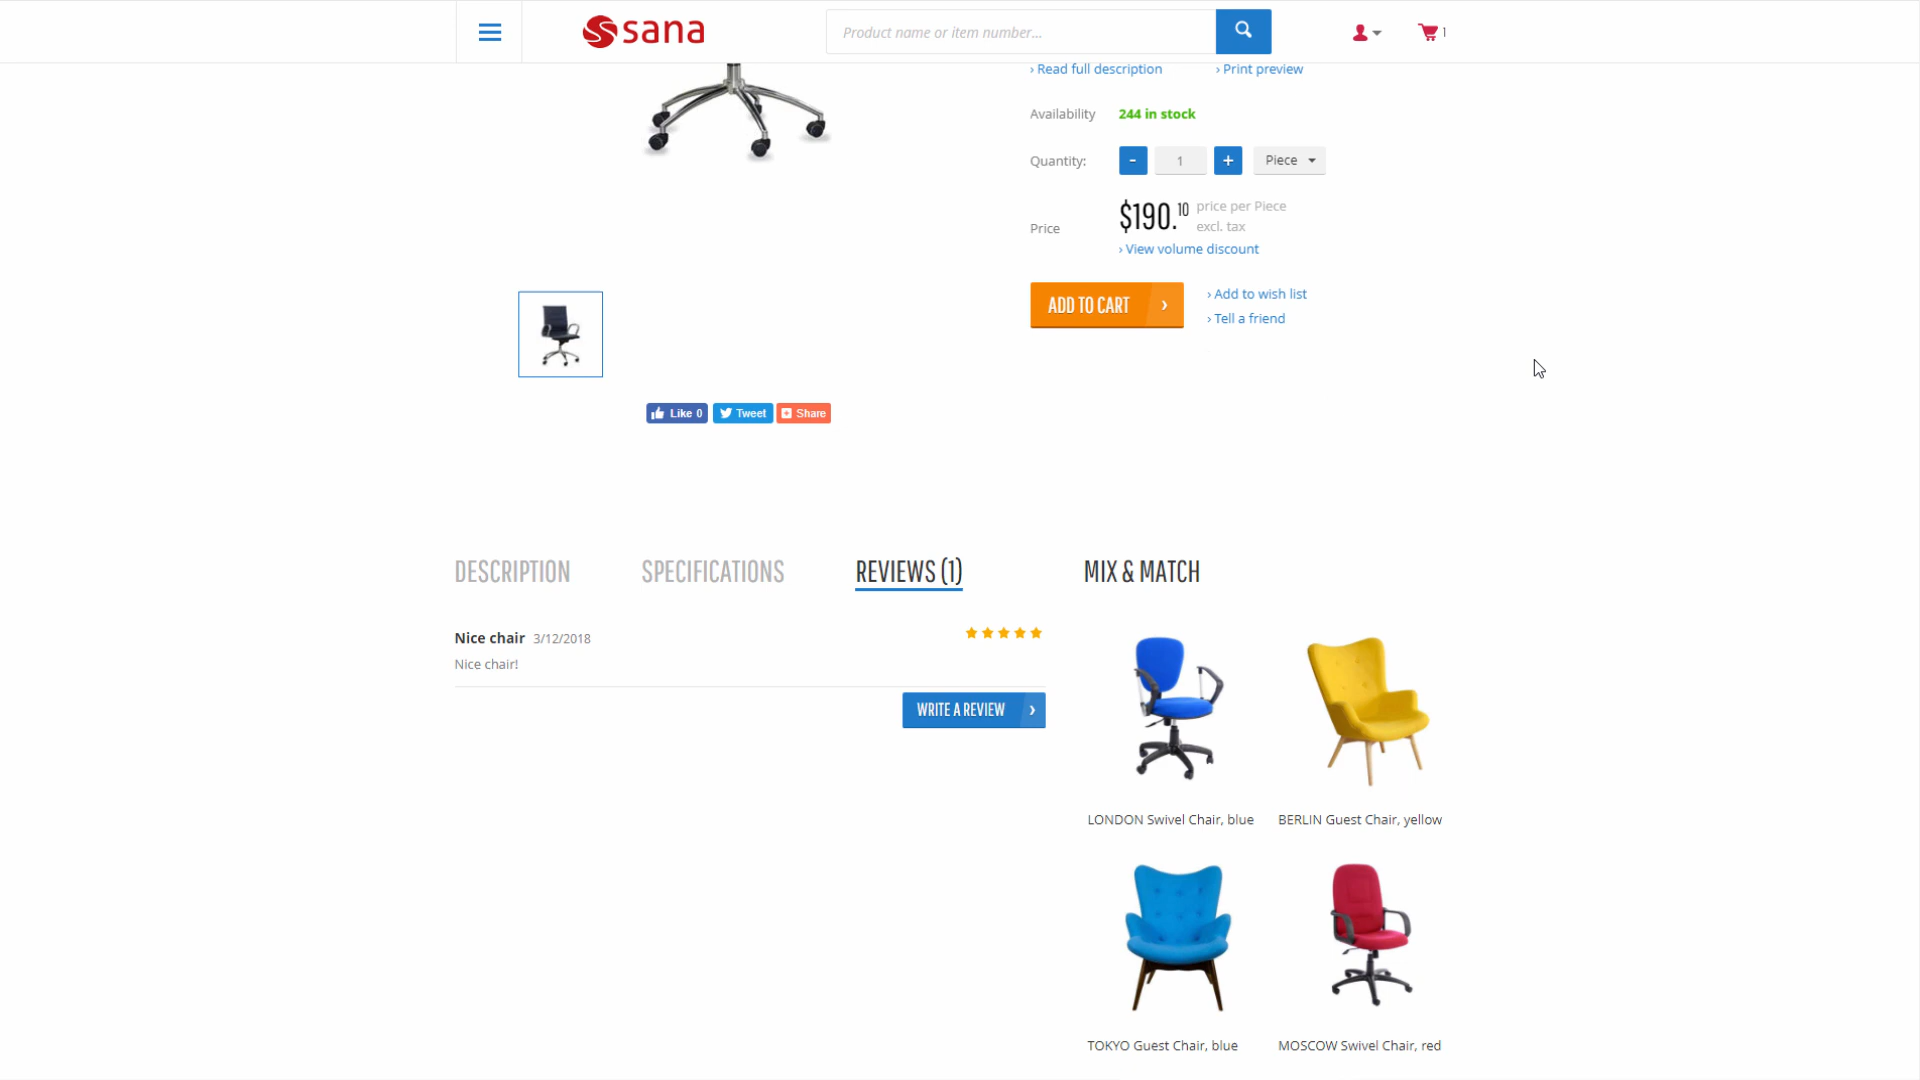 sana
Product name or item number...
1
› Read full description
› Print preview
Availability
244 in stock
Quantity:
-
1
+
Piece
Price
$190.10
price per Piece
excl. tax
› View volume discount
ADD TO CART ›
› Add to wish list
› Tell a friend
Like 0
Tweet
Share
DESCRIPTION
SPECIFICATIONS
REVIEWS (1)
MIX & MATCH
Nice chair 3/12/2018
Nice chair!
WRITE A REVIEW ›
LONDON Swivel Chair, blue
BERLIN Guest Chair, yellow
TOKYO Guest Chair, blue
MOSCOW Swivel Chair, red